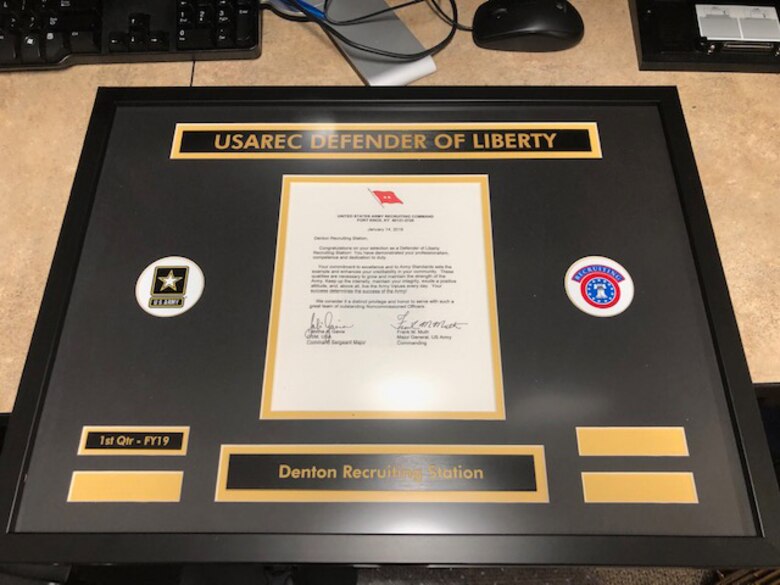 USAREC DEFENDER OF LIBERTY
UNITED STATES ARMY RECRUITING COMMAND
FORT KNOX, KY 40121-2726
January 14, 2019
Denton Recruiting Station,
Congratulations on your selection as a Defender of Liberty
Recruiting Station! You have demonstrated your professionalism,
competence and dedication to duty.
Your commitment to excellence and to Army Standards sets the
example and enhances your credibility in your community. These
qualities are necessary to grow and maintain the strength of the
Army. Keep up the intensity, maintain your integrity, exude a positive
attitude, and, above all, live the Army Values every day. Your
success determines the success of the Army!
We consider it a distinct privilege and honor to serve with such a
great team of outstanding Noncommissioned Officers.
Frank M. Muth
Major General, US Army
Commanding
Command Sergeant Major
U.S. ARMY
RECRUITING
1st Qtr - FY19
Denton Recruiting Station